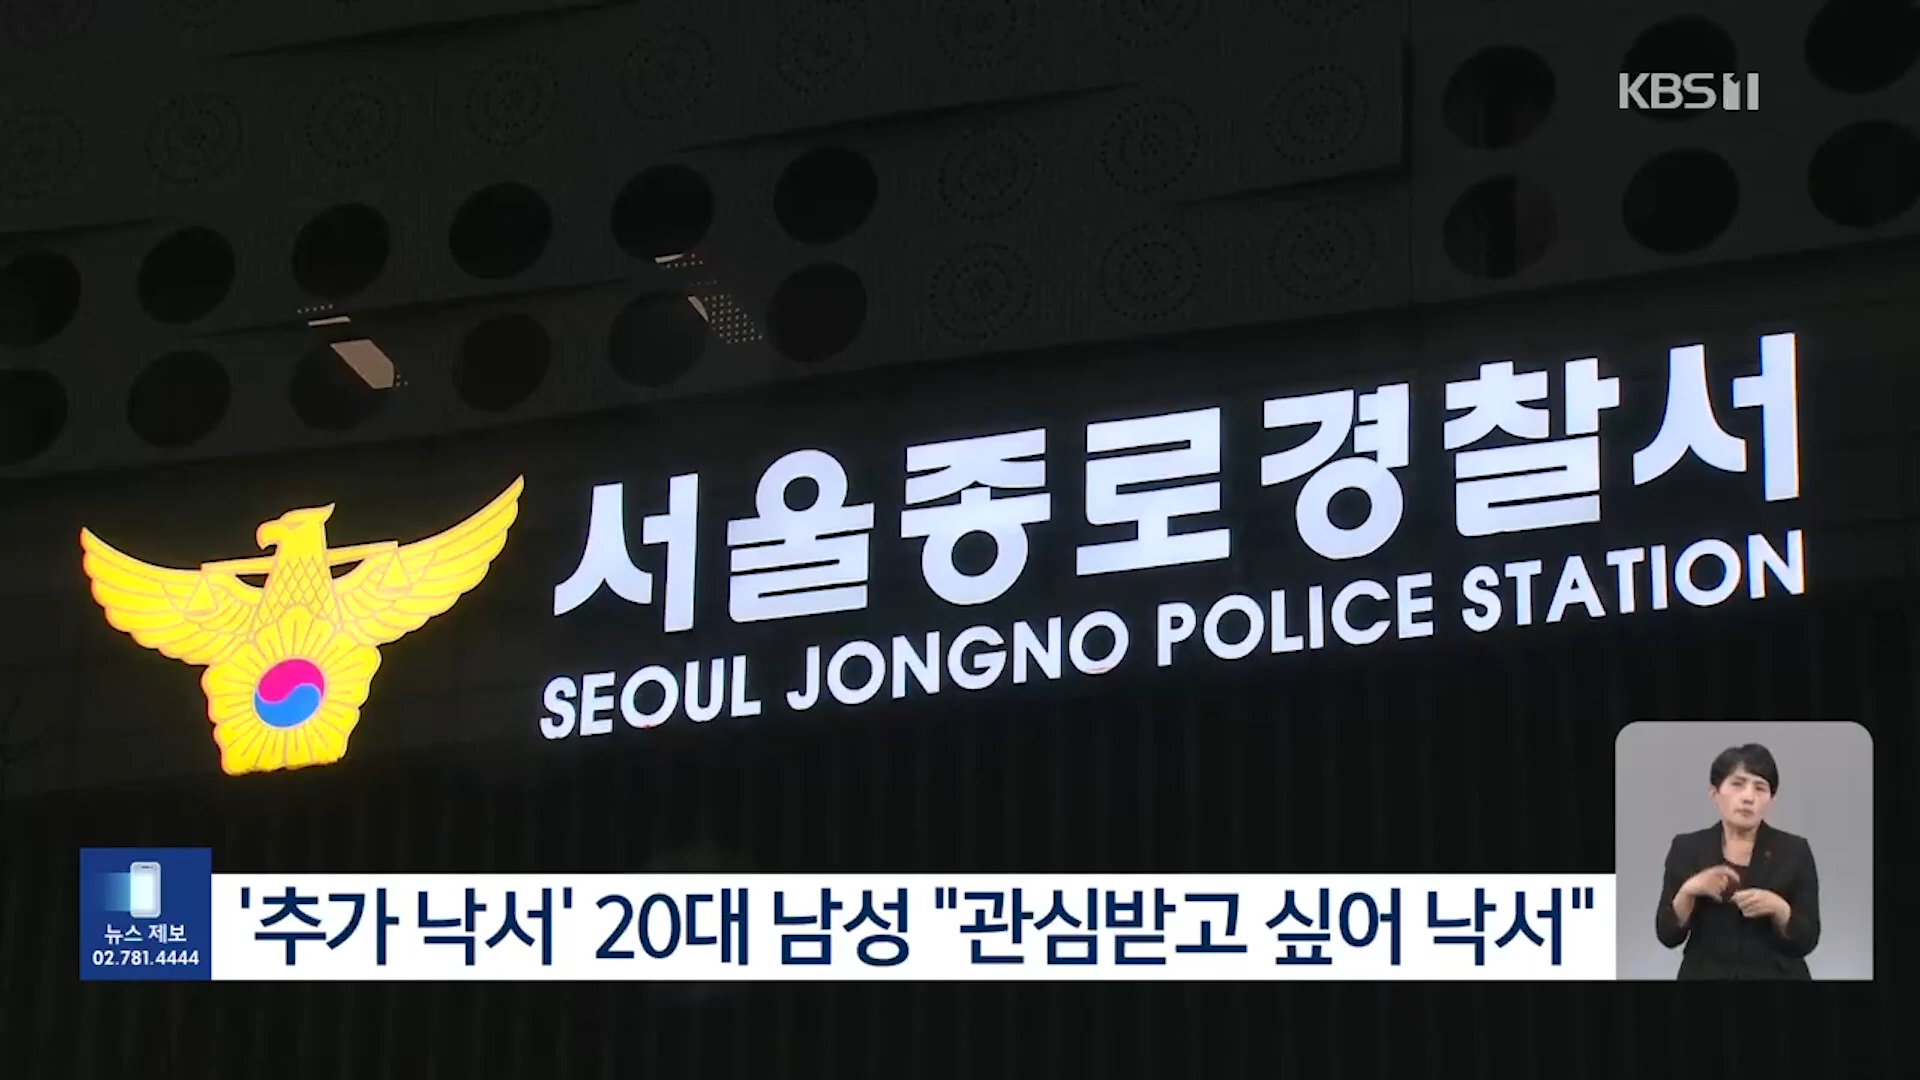 KBS 1
서울종로경찰서
SEOUL JONGNO POLICE STATION
뉴스 제보
02.781.4444
'추가 낙서' 20대 남성 "관심받고 싶어 낙서"